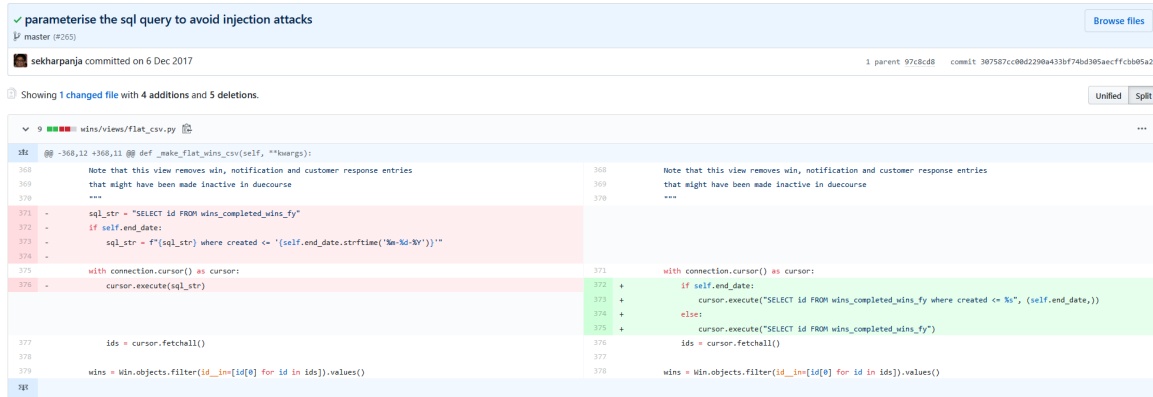 ✓ parameterise the sql query to avoid injection attacks
Browse files
master (#265)
sekharpanja committed on 6 Dec 2017
1 parent 97c8cd8 commit 307587cc00d2290a433bf74bd305aecffcbb05a2
Showing 1 changed file with 4 additions and 5 deletions.
Unified Split
9 wins/views/flat_csv.py
...
@@ -368,12 +368,11 @@ def _make_flat_wins_csv(self, **kwargs):
368 Note that this view removes win, notification and customer response entries
369 that might have been made inactive in duecourse
370 """
371 - sql_str = "SELECT id FROM wins_completed_wins_fy"
372 - if self.end_date:
373 - sql_str = f"{sql_str} where created <= '{self.end_date.strftime('%m-%d-%Y')}'"
374 -
375 with connection.cursor() as cursor:
376 - cursor.execute(sql_str)
377 ids = cursor.fetchall()
378
379 wins = Win.objects.filter(id__in=[id[0] for id in ids]).values()
368 Note that this view removes win, notification and customer response entries
369 that might have been made inactive in duecourse
370 """
371 with connection.cursor() as cursor:
372 + if self.end_date:
373 + cursor.execute("SELECT id FROM wins_completed_wins_fy where created <= %s", (self.end_date,))
374 + else:
375 + cursor.execute("SELECT id FROM wins_completed_wins_fy")
376 ids = cursor.fetchall()
377
378 wins = Win.objects.filter(id__in=[id[0] for id in ids]).values()